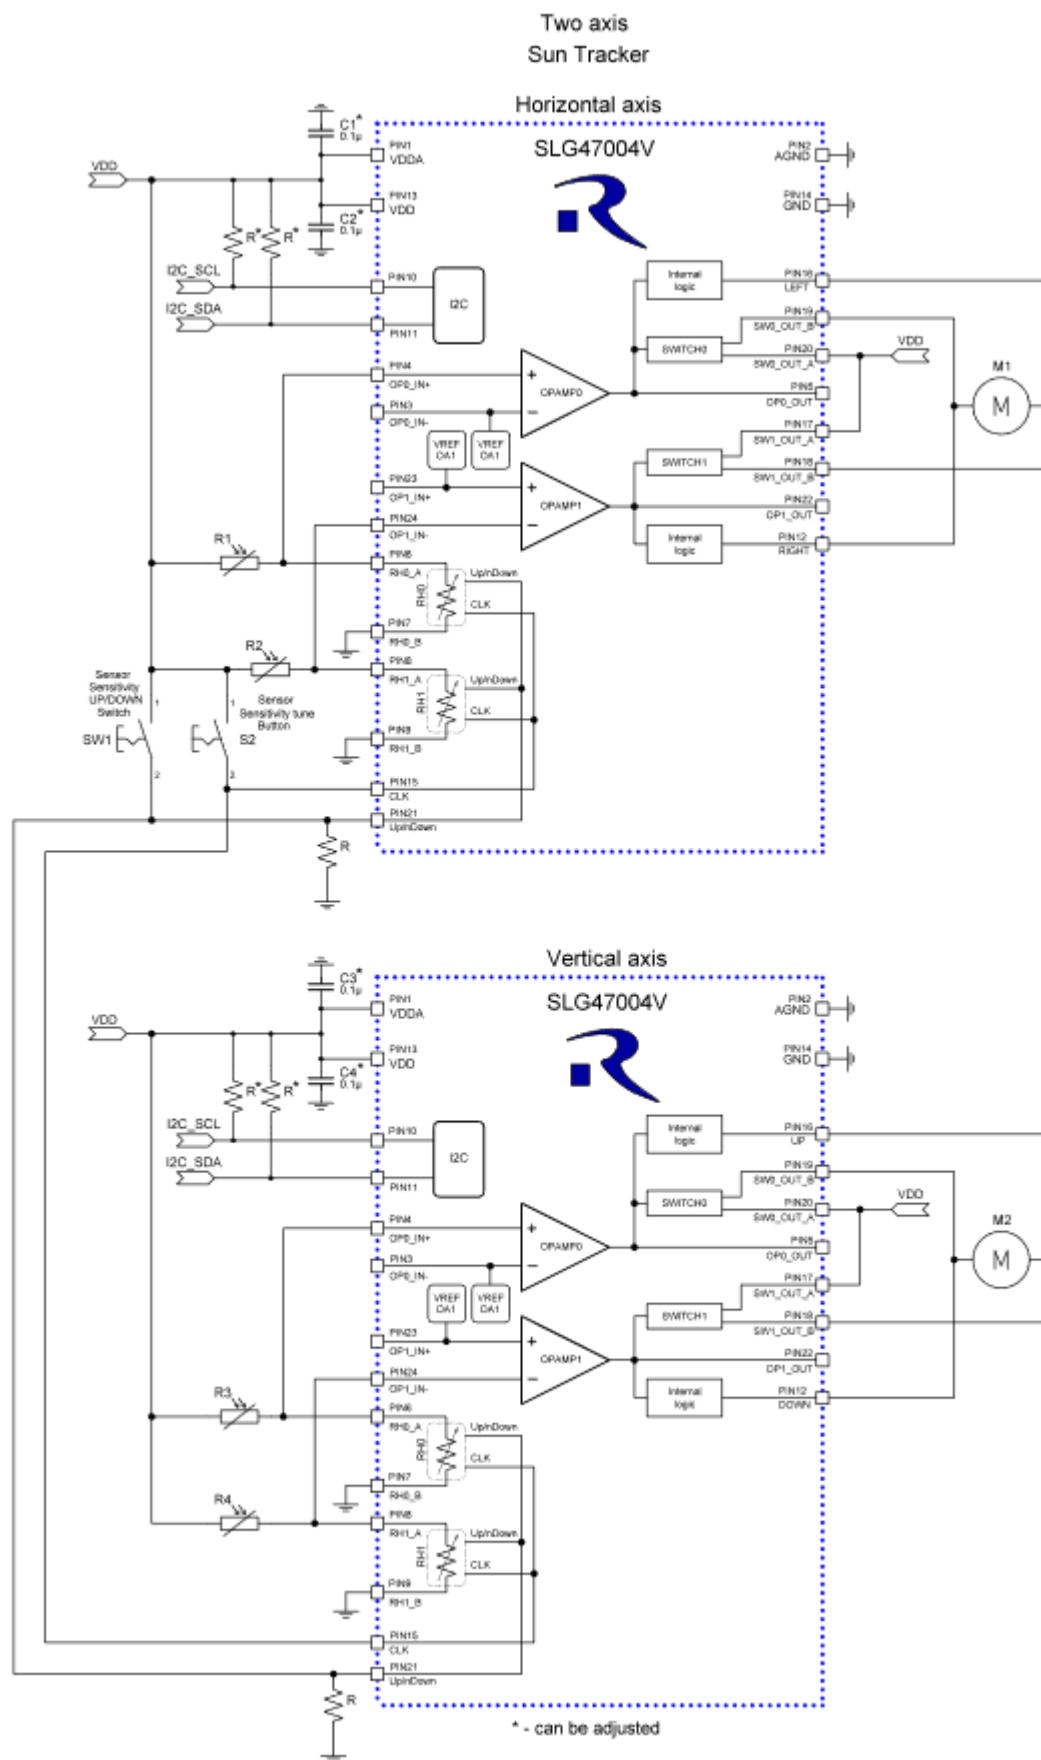 Two axis
Sun Tracker
Horizontal axis
SLG47004V
C1*
0.1µ
PIN1
VDDA
PIN2
AGND
VDD
PIN13
VDD
PIN14
GND
C2*
0.1µ
R*
R*
I2C_SCL
PIN10
I2C
I2C_SDA
PIN11
Internal
logic
PIN16
LEFT
PIN19
SW0_OUT_B
SWITCH0
PIN20
SW0_OUT_A
VDD
M1
M
PIN4
OP0_IN+
+
OPAMP0
PIN5
OP0_OUT
PIN3
OP0_IN-
−
VREF
OA1
VREF
OA1
PIN17
SW1_OUT_A
SWITCH1
PIN18
SW1_OUT_B
PIN23
OP1_IN+
+
OPAMP1
PIN22
OP1_OUT
PIN24
OP1_IN-
−
Internal
logic
PIN12
RIGHT
R1
PIN6
RH0_A
RH0
Up/nDown
CLK
PIN7
RH0_B
R2
PIN8
RH1_A
RH1
Up/nDown
CLK
PIN9
RH1_B
Sensor
Sensitivity
UP/DOWN
Switch
SW1
1
2
Sensor
Sensitivity tune
Button
S2
1
2
PIN15
CLK
PIN21
Up/nDown
R
Vertical axis
SLG47004V
C3*
0.1µ
PIN1
VDDA
PIN2
AGND
VDD
PIN13
VDD
PIN14
GND
C4*
0.1µ
R*
R*
I2C_SCL
PIN10
I2C
I2C_SDA
PIN11
Internal
logic
PIN16
UP
PIN19
SW0_OUT_B
SWITCH0
PIN20
SW0_OUT_A
VDD
M2
M
PIN4
OP0_IN+
+
OPAMP0
PIN5
OP0_OUT
PIN3
OP0_IN-
−
VREF
OA1
VREF
OA1
PIN17
SW1_OUT_A
SWITCH1
PIN18
SW1_OUT_B
PIN23
OP1_IN+
+
OPAMP1
PIN22
OP1_OUT
PIN24
OP1_IN-
−
Internal
logic
PIN12
DOWN
R3
PIN6
RH0_A
RH0
Up/nDown
CLK
PIN7
RH0_B
R4
PIN8
RH1_A
RH1
Up/nDown
CLK
PIN9
RH1_B
PIN15
CLK
PIN21
Up/nDown
R
* - can be adjusted